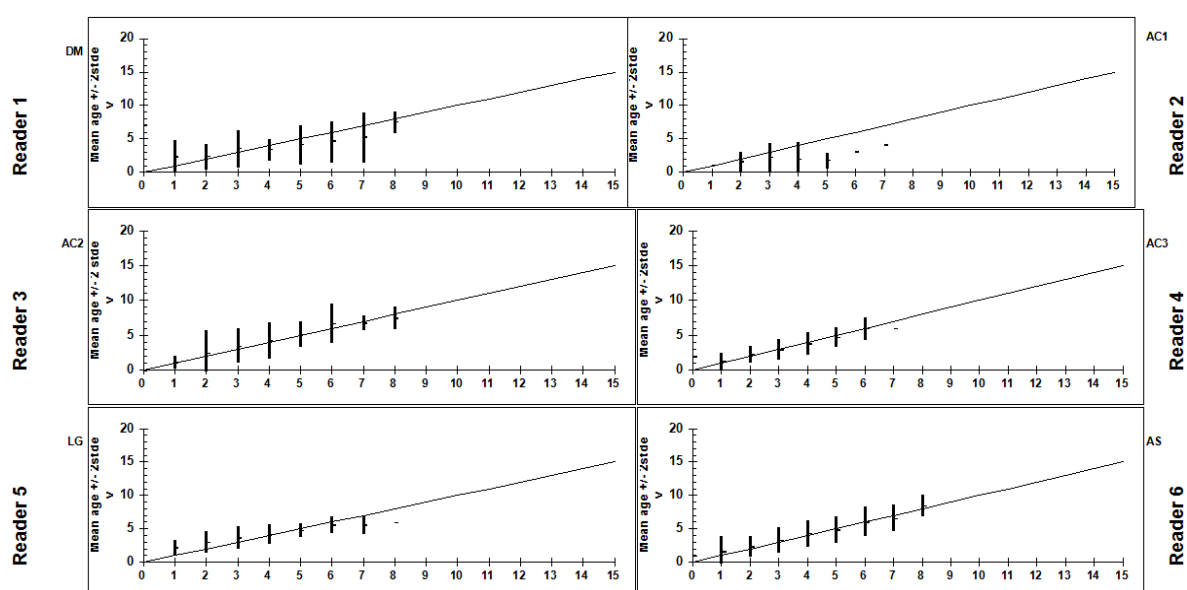 Reader 1
DM
Mean age +/- 2stde
v
20
15
10
5
0
0 1 2 3 4 5 6 7 8 9 10 11 12 13 14 15
AC1
Reader 2
Mean age +/- 2stde
v
20
15
10
5
0
0 1 2 3 4 5 6 7 8 9 10 11 12 13 14 15
Reader 3
AC2
Mean age +/- 2 stde
v
20
15
10
5
0
0 1 2 3 4 5 6 7 8 9 10 11 12 13 14 15
AC3
Reader 4
Mean age +/- 2stde
v
20
15
10
5
0
0 1 2 3 4 5 6 7 8 9 10 11 12 13 14 15
Reader 5
LG
Mean age +/- 2stde
v
20
15
10
5
0
0 1 2 3 4 5 6 7 8 9 10 11 12 13 14 15
AS
Reader 6
Mean age +/- 2stde
v
20
15
10
5
0
0 1 2 3 4 5 6 7 8 9 10 11 12 13 14 15